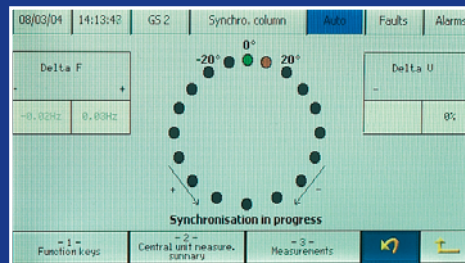 08/03/04 14:13:42 GS 2 Synchro. column Auto Faults Alarms
0°
-20° 20°
Delta F Delta U
- + -
-0.02Hz 0.03Hz 0%
+ -
Synchronisation in progress
- 1 - - 2 - - 3 -
Function keys Central unit measure. Measurements
summary